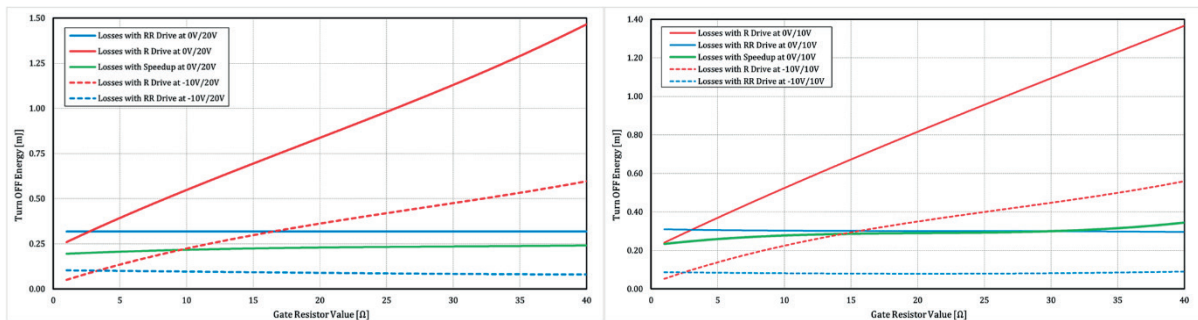 1.50
1.25
1.00
0.75
0.50
0.25
0.00
Turn OFF Energy [mJ]
Losses with RR Drive at 0V/20V
Losses with R Drive at 0V/20V
Losses with Speedup at 0V/20V
Losses with R Drive at -10V/20V
Losses with RR Drive at -10V/20V
0 5 10 15 20 25 30 35 40
Gate Resistor Value [Ω]
1.40
1.20
1.00
0.80
0.60
0.40
0.20
0.00
Turn OFF Energy [mJ]
Losses with R Drive at 0V/10V
Losses with RR Drive at 0V/10V
Losses with Speedup at 0V/10V
Losses with R Drive at -10V/10V
Losses with RR Drive at -10V/10V
0 5 10 15 20 25 30 35 40
Gate Resistor Value [Ω]